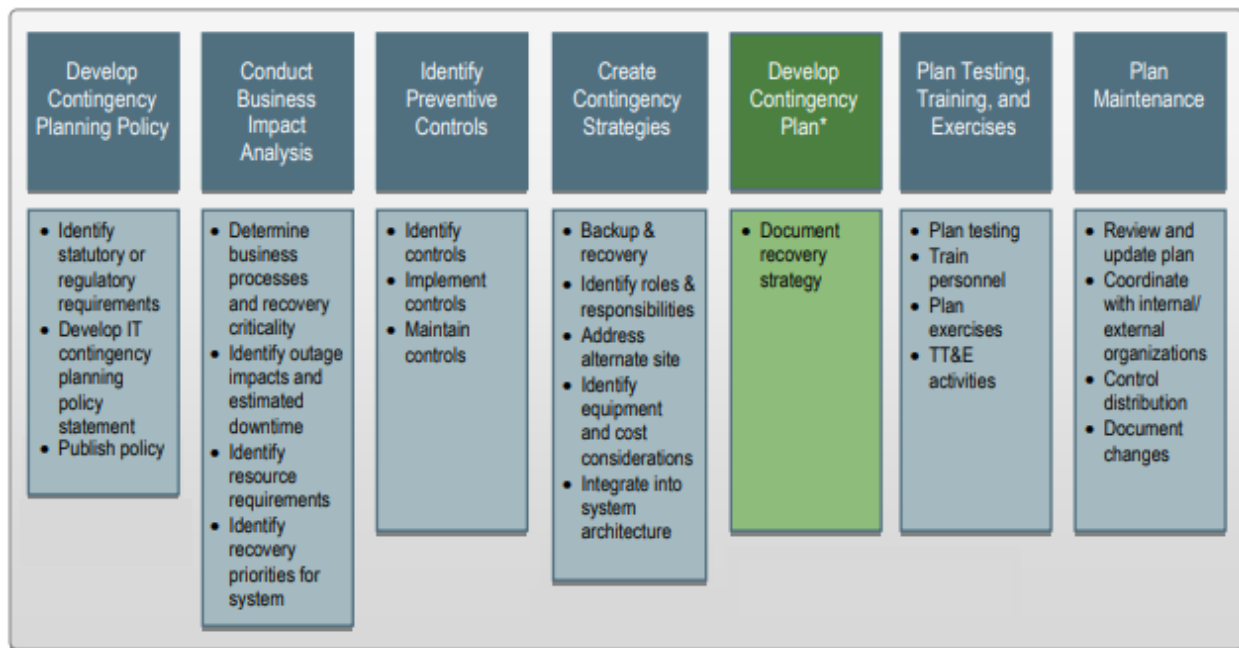 Develop
Contingency
Planning Policy
Conduct
Business
Impact
Analysis
Identify
Preventive
Controls
Create
Contingency
Strategies
Develop
Contingency
Plan*
Plan Testing,
Training, and
Exercises
Plan
Maintenance
• Identify
statutory or
regulatory
requirements
• Develop IT
contingency
planning
policy
statement
• Publish policy
• Determine
business
processes
and recovery
criticality
• Identify outage
impacts and
estimated
downtime
• Identify
resource
requirements
• Identify
recovery
priorities for
system
• Identify
controls
• Implement
controls
• Maintain
controls
• Backup &
recovery
• Identify roles &
responsibilities
• Address
alternate site
• Identify
equipment
and cost
considerations
• Integrate into
system
architecture
• Document
recovery
strategy
• Plan testing
• Train
personnel
• Plan
exercises
• TT&E
activities
• Review and
update plan
• Coordinate
with internal/
external
organizations
• Control
distribution
• Document
changes